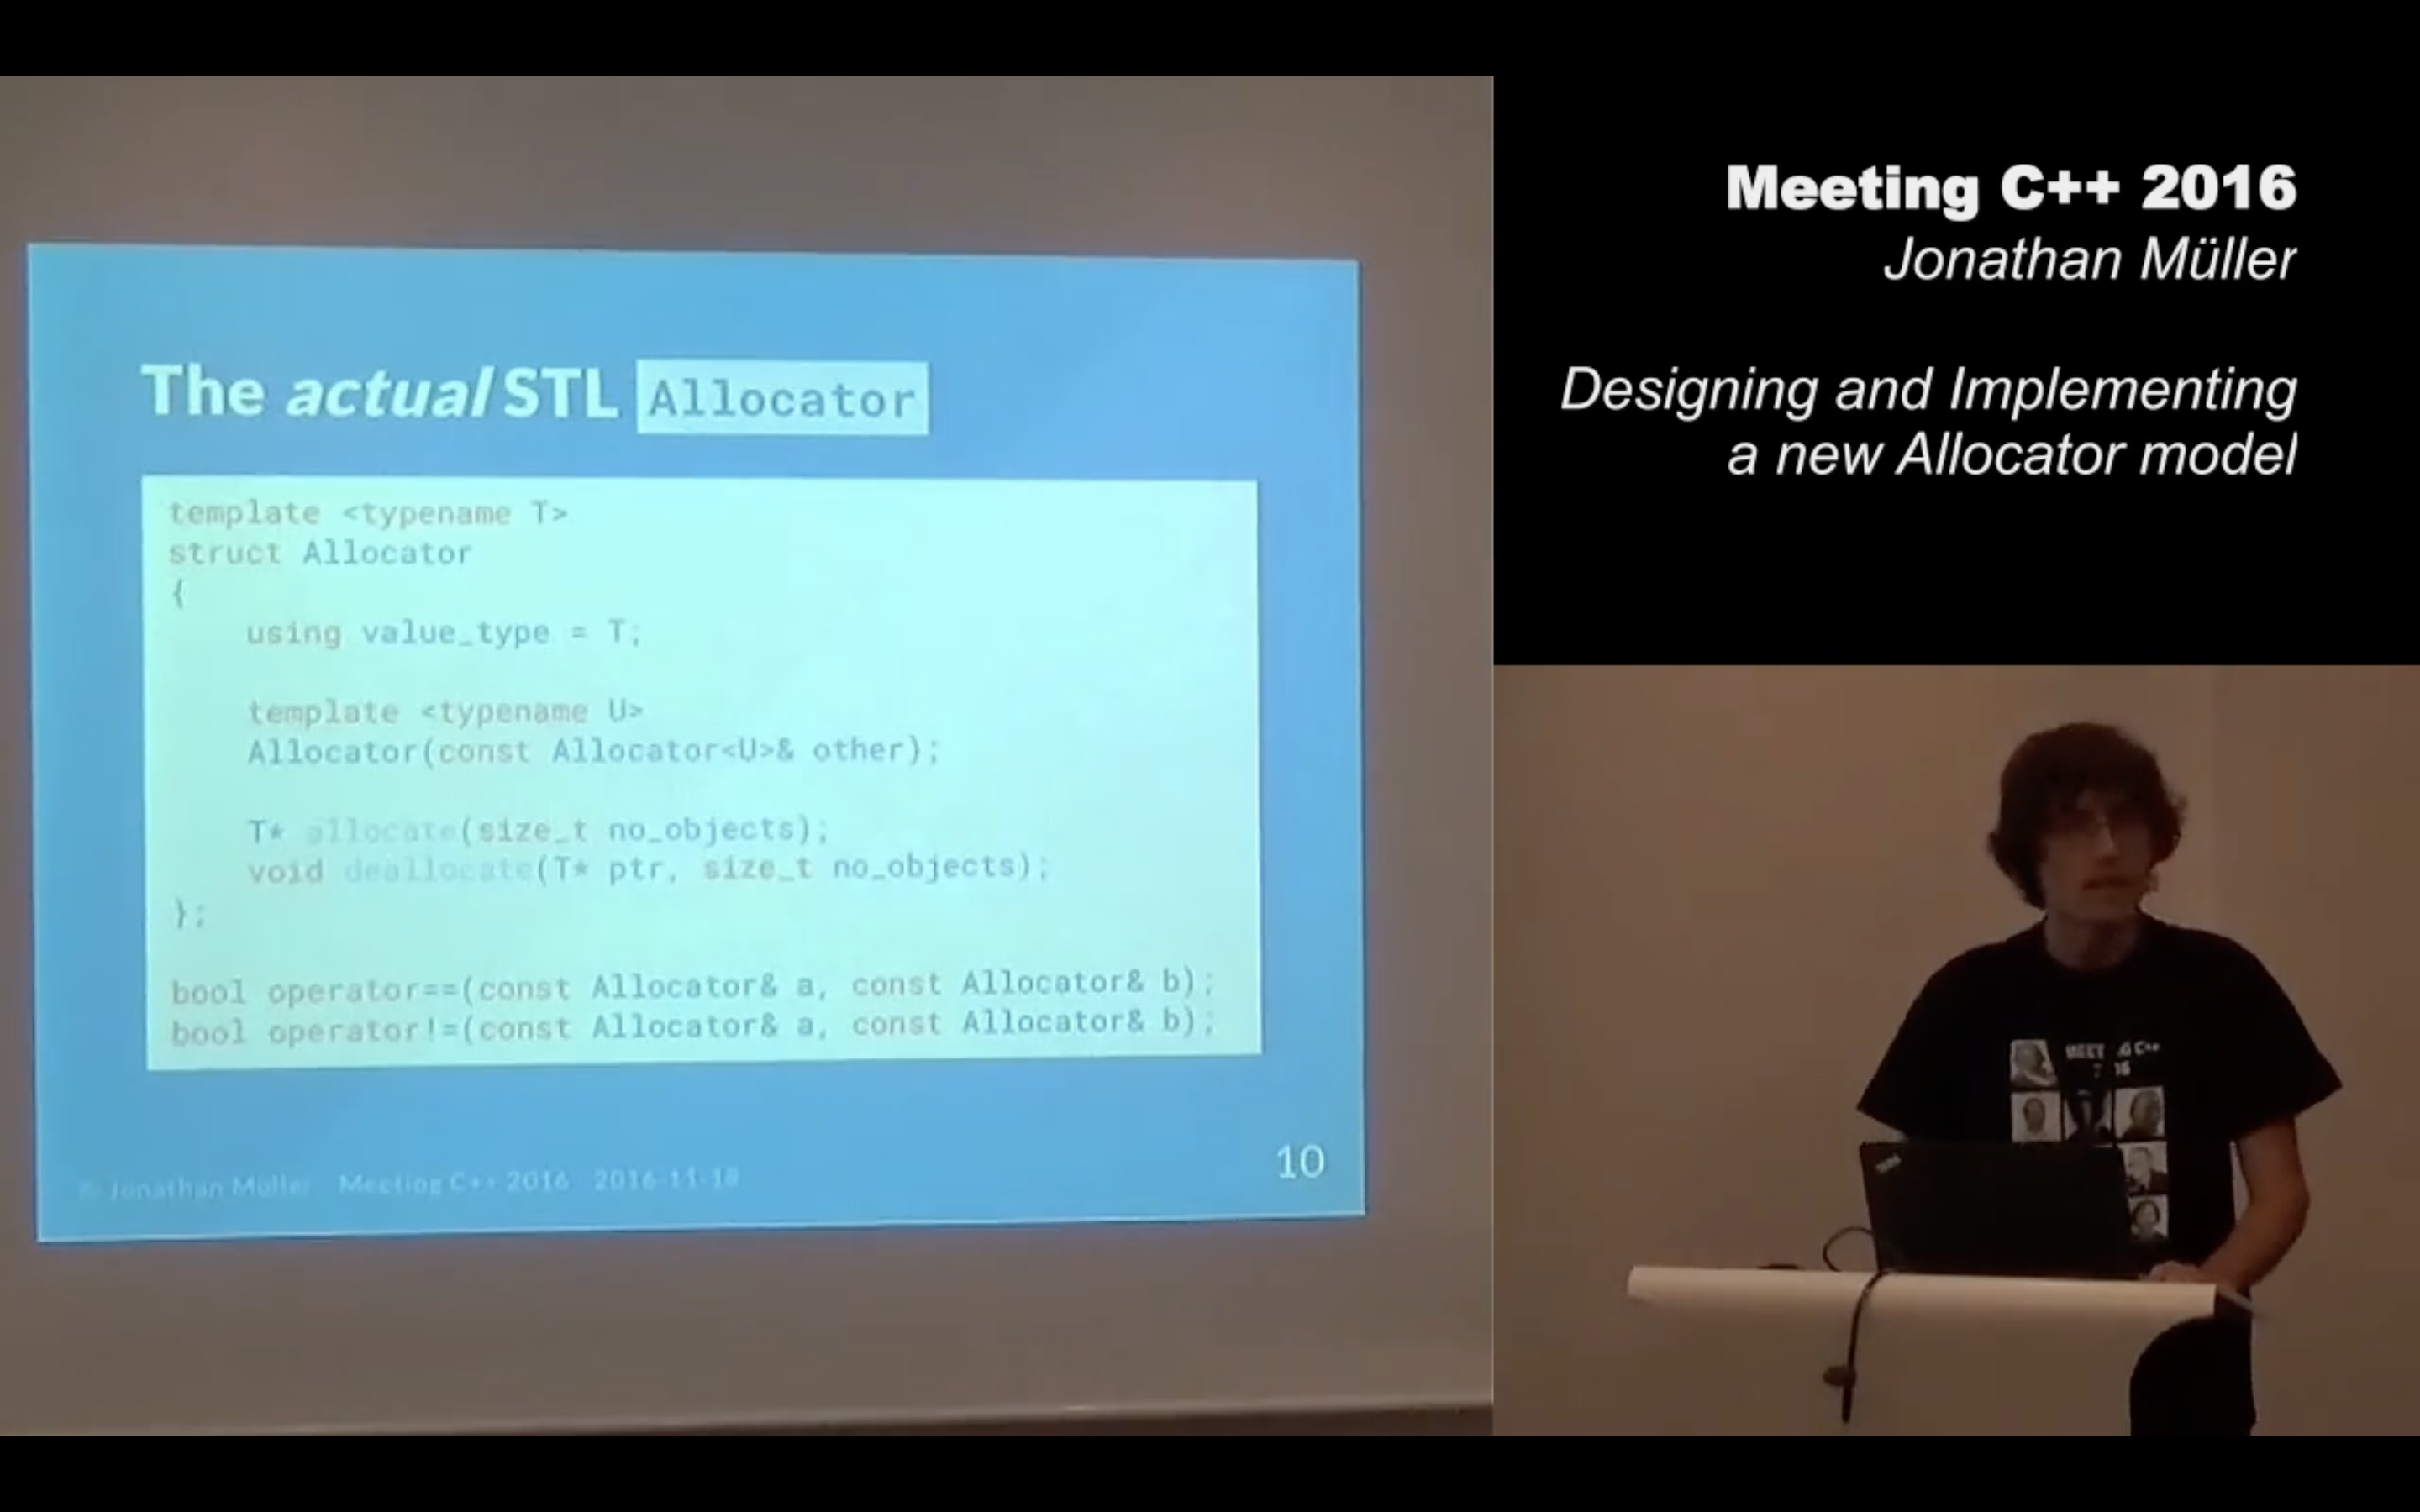 The actual STL Allocator
template <typename T>
struct Allocator
{
using value_type = T;
template <typename U>
Allocator(const Allocator<U>& other);
T* allocate(size_t no_objects);
void deallocate(T* ptr, size_t no_objects);
};
bool operator==(const Allocator& a, const Allocator& b);
bool operator!=(const Allocator& a, const Allocator& b);
© Jonathan Müller Meeting C++ 2016 2016-11-18
10
Meeting C++ 2016
Jonathan Müller
Designing and Implementing
a new Allocator model